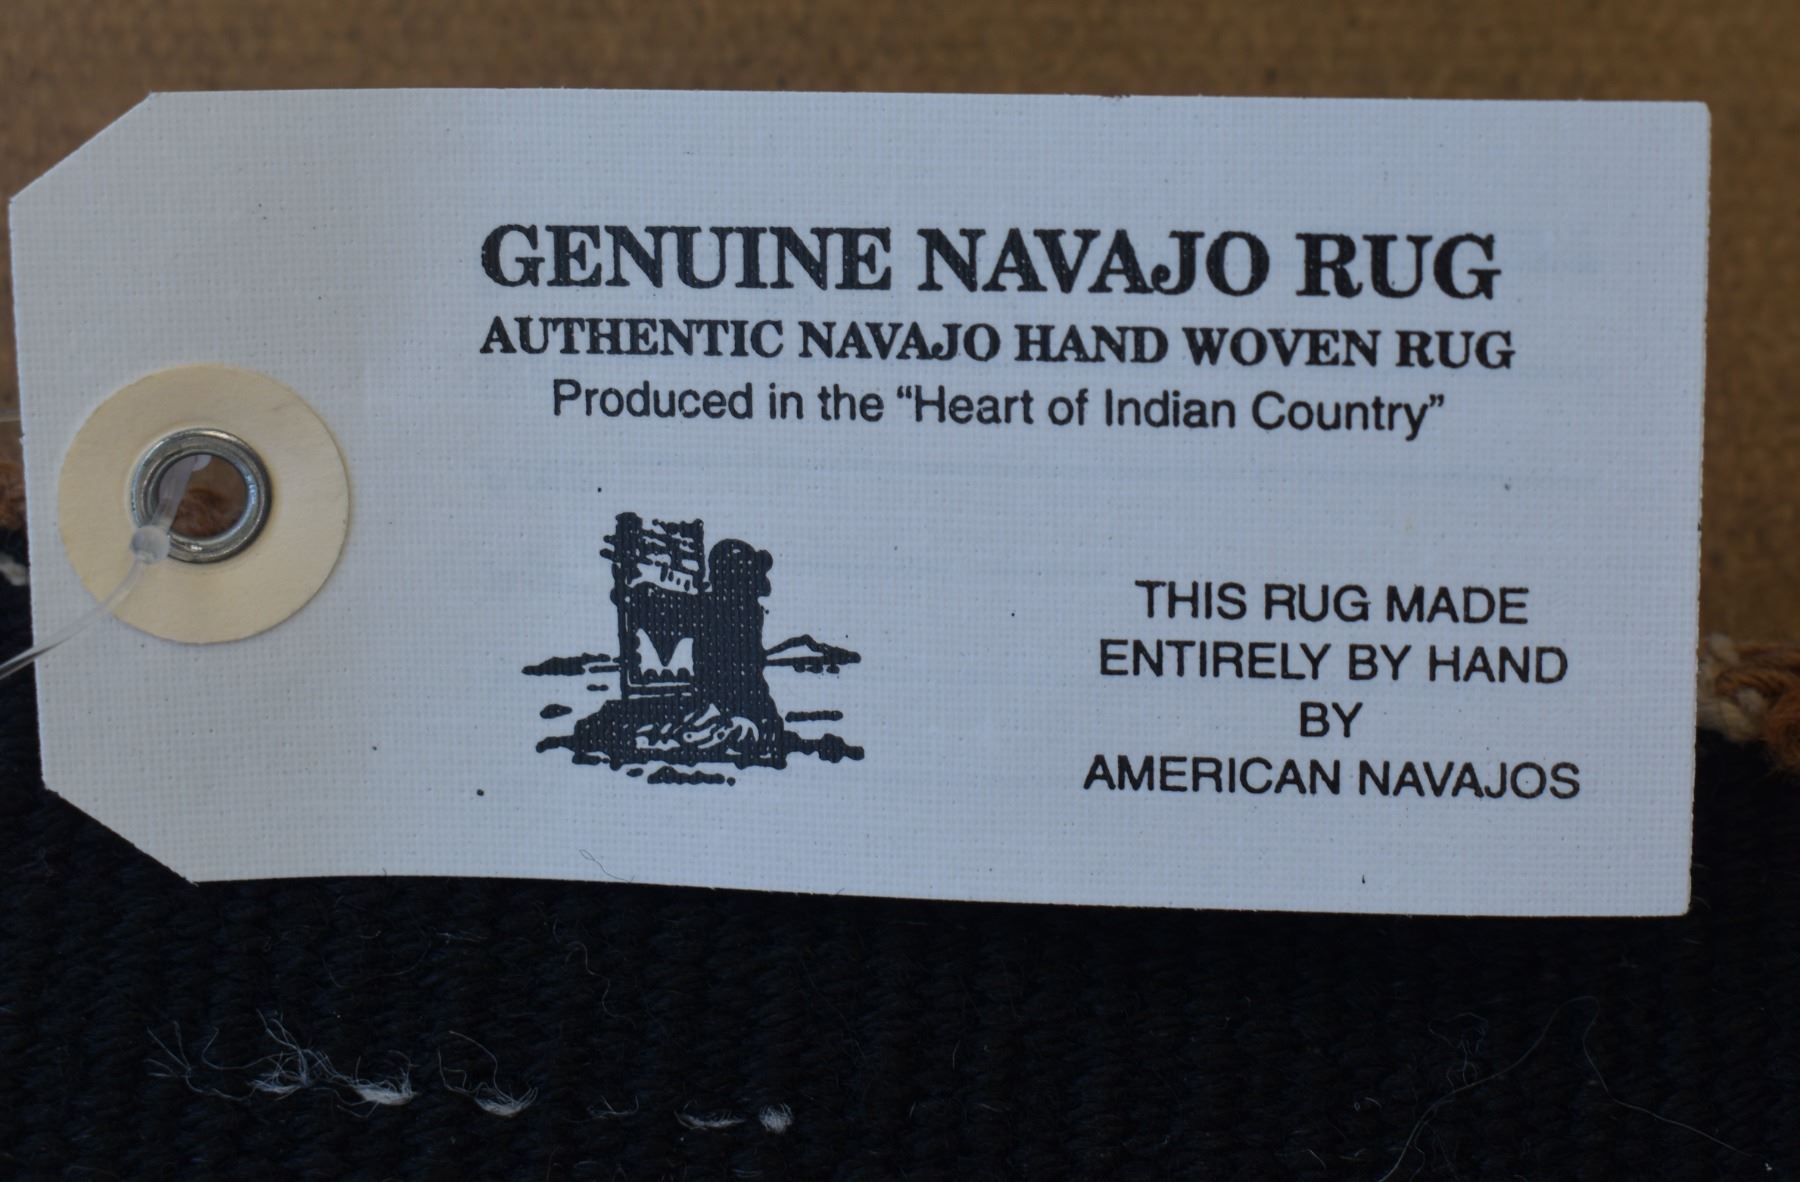 GENUINE NAVAJO RUG
AUTHENTIC NAVAJO HAND WOVEN RUG
Produced in the “Heart of Indian Country”
THIS RUG MADE
ENTIRELY BY HAND
BY
AMERICAN NAVAJOS